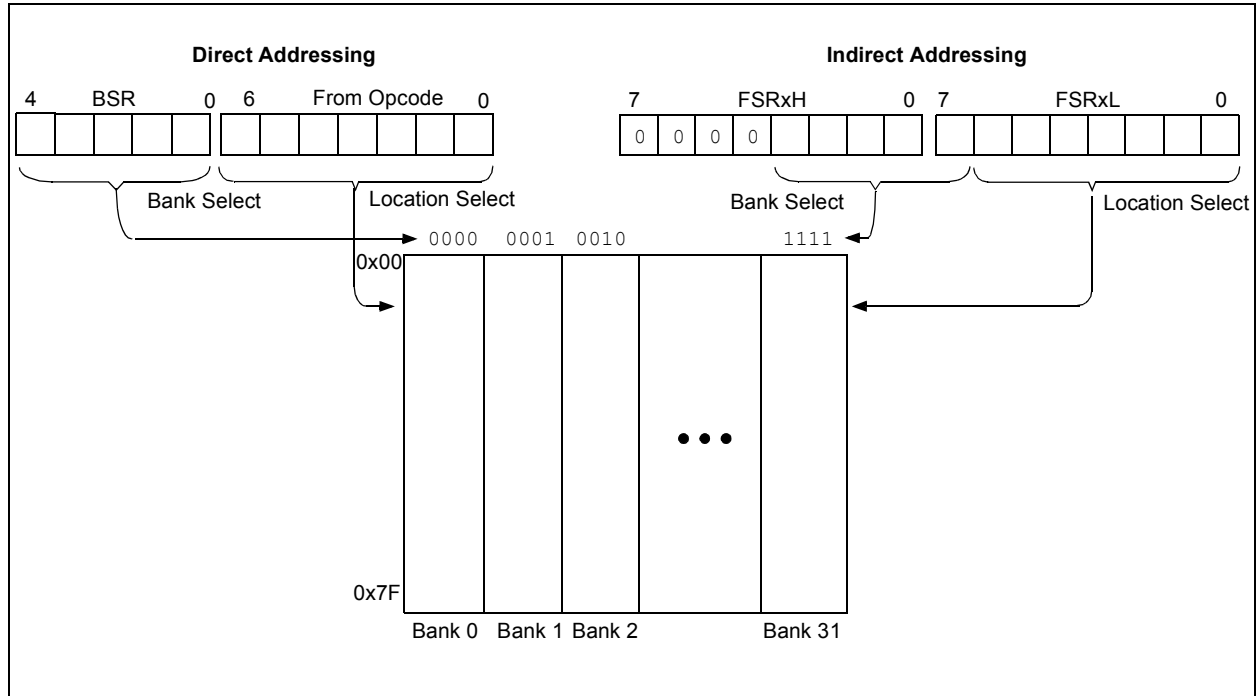 Direct Addressing
Indirect Addressing
4 BSR 0 6 From Opcode 0
7 FSRxH 0 7 FSRxL 0
0 0 0 0
Bank Select
Location Select
Bank Select
Location Select
0000 0001 0010 1111
0x00
0x7F
Bank 0 Bank 1 Bank 2 Bank 31